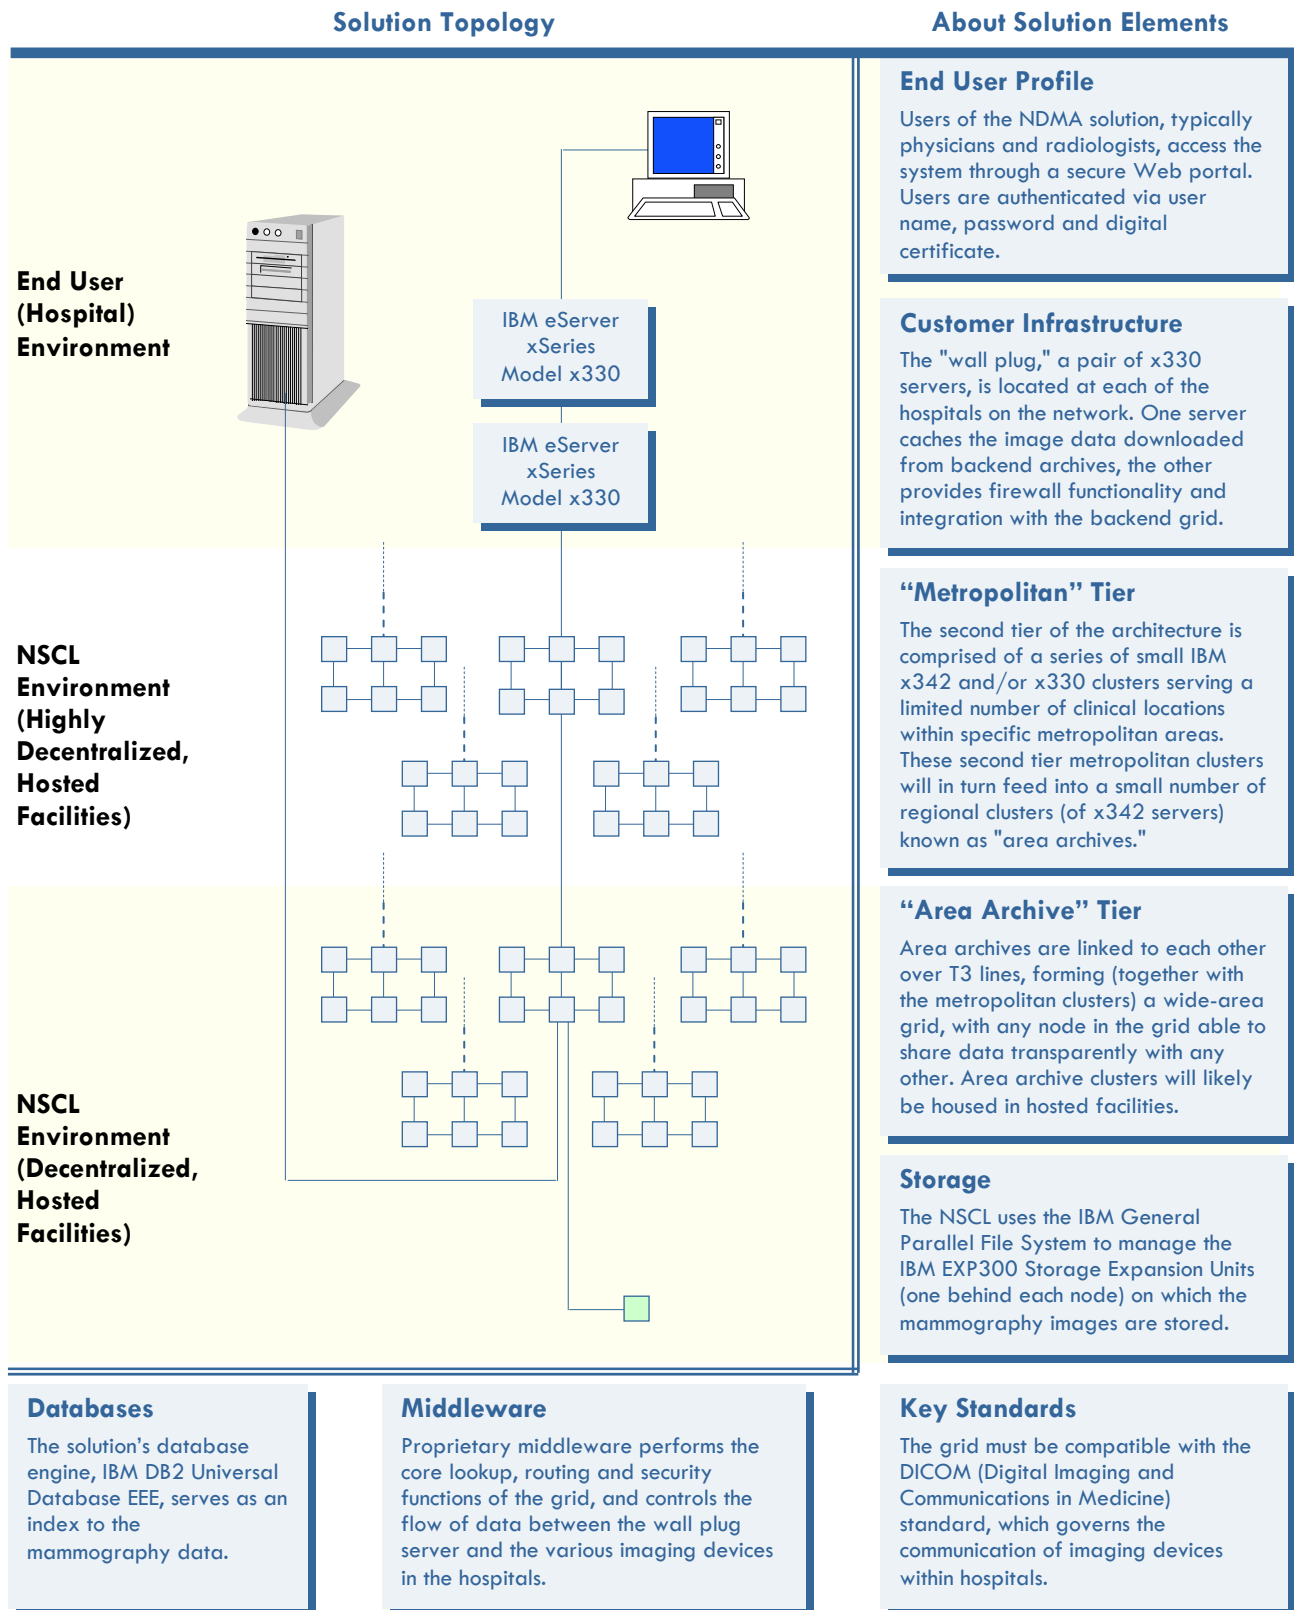 Solution Topology
About Solution Elements
End User
(Hospital)
Environment
IBM eServer
xSeries
Model x330
IBM eServer
xSeries
Model x330
NSCL
Environment
(Highly
Decentralized,
Hosted
Facilities)
NSCL
Environment
(Decentralized,
Hosted
Facilities)
End User Profile
Users of the NDMA solution, typically
physicians and radiologists, access the
system through a secure Web portal.
Users are authenticated via user
name, password and digital
certificate.
Customer Infrastructure
The "wall plug," a pair of x330
servers, is located at each of the
hospitals on the network. One server
caches the image data downloaded
from backend archives, the other
provides firewall functionality and
integration with the backend grid.
“Metropolitan” Tier
The second tier of the architecture is
comprised of a series of small IBM
x342 and/or x330 clusters serving a
limited number of clinical locations
within specific metropolitan areas.
These second tier metropolitan clusters
will in turn feed into a small number of
regional clusters (of x342 servers)
known as "area archives."
“Area Archive” Tier
Area archives are linked to each other
over T3 lines, forming (together with
the metropolitan clusters) a wide-area
grid, with any node in the grid able to
share data transparently with any
other. Area archive clusters will likely
be housed in hosted facilities.
Storage
The NSCL uses the IBM General
Parallel File System to manage the
IBM EXP300 Storage Expansion Units
(one behind each node) on which the
mammography images are stored.
Databases
The solution’s database
engine, IBM DB2 Universal
Database EEE, serves as an
index to the
mammography data.
Middleware
Proprietary middleware performs the
core lookup, routing and security
functions of the grid, and controls the
flow of data between the wall plug
server and the various imaging devices
in the hospitals.
Key Standards
The grid must be compatible with the
DICOM (Digital Imaging and
Communications in Medicine)
standard, which governs the
communication of imaging devices
within hospitals.